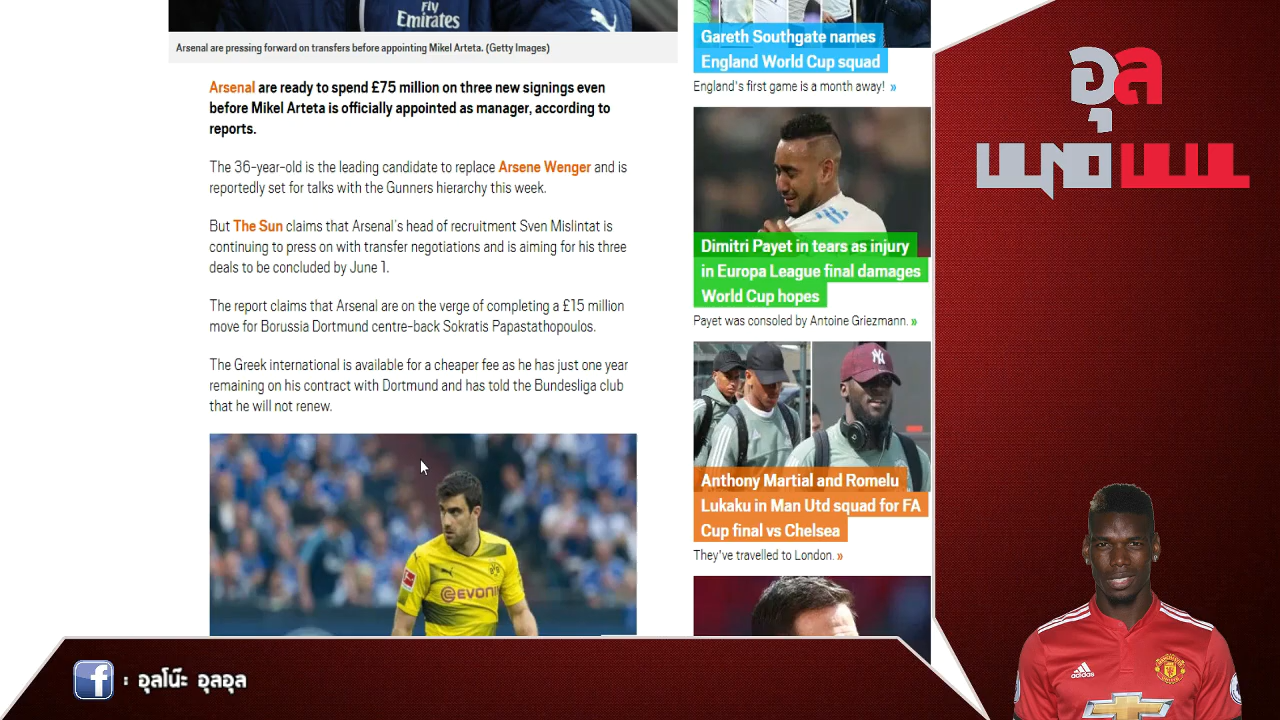 Fly
Emirates
Arsenal are pressing forward on transfers before appointing Mikel Arteta. (Getty Images)
Arsenal are ready to spend £75 million on three new signings even
before Mikel Arteta is officially appointed as manager, according to
reports.
The 36-year-old is the leading candidate to replace Arsene Wenger and is
reportedly set for talks with the Gunners hierarchy this week.
But The Sun claims that Arsenal's head of recruitment Sven Mislintat is
continuing to press on with transfer negotiations and is aiming for his three
deals to be concluded by June 1.
The report claims that Arsenal are on the verge of completing a £15 million
move for Borussia Dortmund centre-back Sokratis Papastathopoulos.
The Greek international is available for a cheaper fee as he has just one year
remaining on his contract with Dortmund and has told the Bundesliga club
that he will not renew.
EVONIK
Gareth Southgate names
England World Cup squad
England's first game is a month away! »
Dimitri Payet in tears as injury
in Europa League final damages
World Cup hopes
Payet was consoled by Antoine Griezmann. »
Anthony Martial and Romelu
Lukaku in Man Utd squad for FA
Cup final vs Chelsea
They've travelled to London. »
อุล
adidas
: อุลโน๊ะ อุลอุล